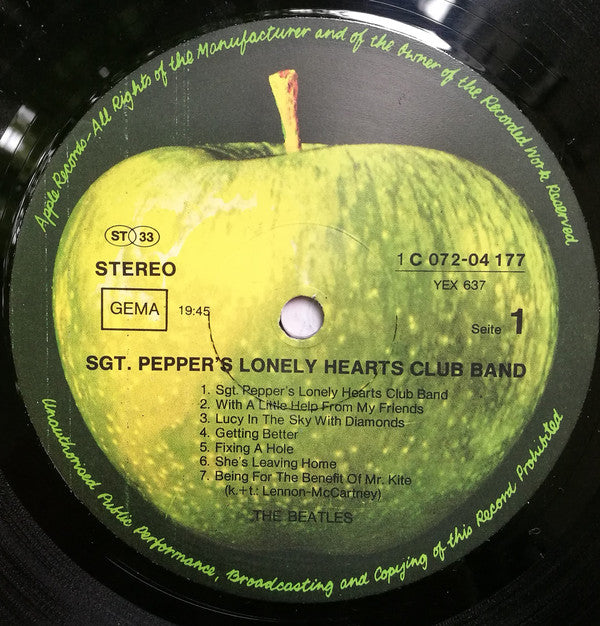 Apple Records-All Rights of the Manufacturer and of the Owner of the Recorded Work Reserved
ST 33
STEREO
GEMA
19:45
1 C 072-04 177
YEX 637
Seite 1
SGT. PEPPER'S LONELY HEARTS CLUB BAND
1. Sgt. Pepper's Lonely Hearts Club Band
2. With A Little Help From My Friends
3. Lucy In The Sky With Diamonds
4. Getting Better
5. Fixing A Hole
6. She's Leaving Home
7. Being For The Benefit Of Mr. Kite
(k.+t.: Lennon-McCartney)
THE BEATLES
Unauthorised Public Performance, Broadcasting and Copying of this Record Prohibited